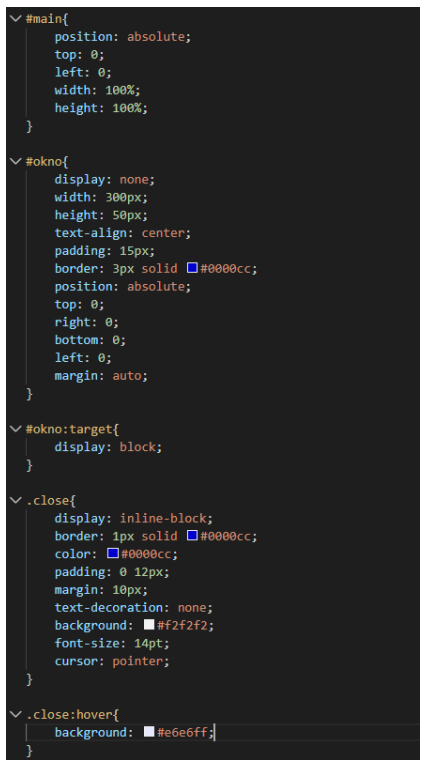 #main{
position: absolute;
top: 0;
left: 0;
width: 100%;
height: 100%;
}
#okno{
display: none;
width: 300px;
height: 50px;
text-align: center;
padding: 15px;
border: 3px solid #0000cc;
position: absolute;
top: 0;
right: 0;
bottom: 0;
left: 0;
margin: auto;
}
#okno:target{
display: block;
}
.close{
display: inline-block;
border: 1px solid #0000cc;
color: #0000cc;
padding: 0 12px;
margin: 10px;
text-decoration: none;
background: #f2f2f2;
font-size: 14pt;
cursor: pointer;
}
.close:hover{
background: #e6e6ff;
}